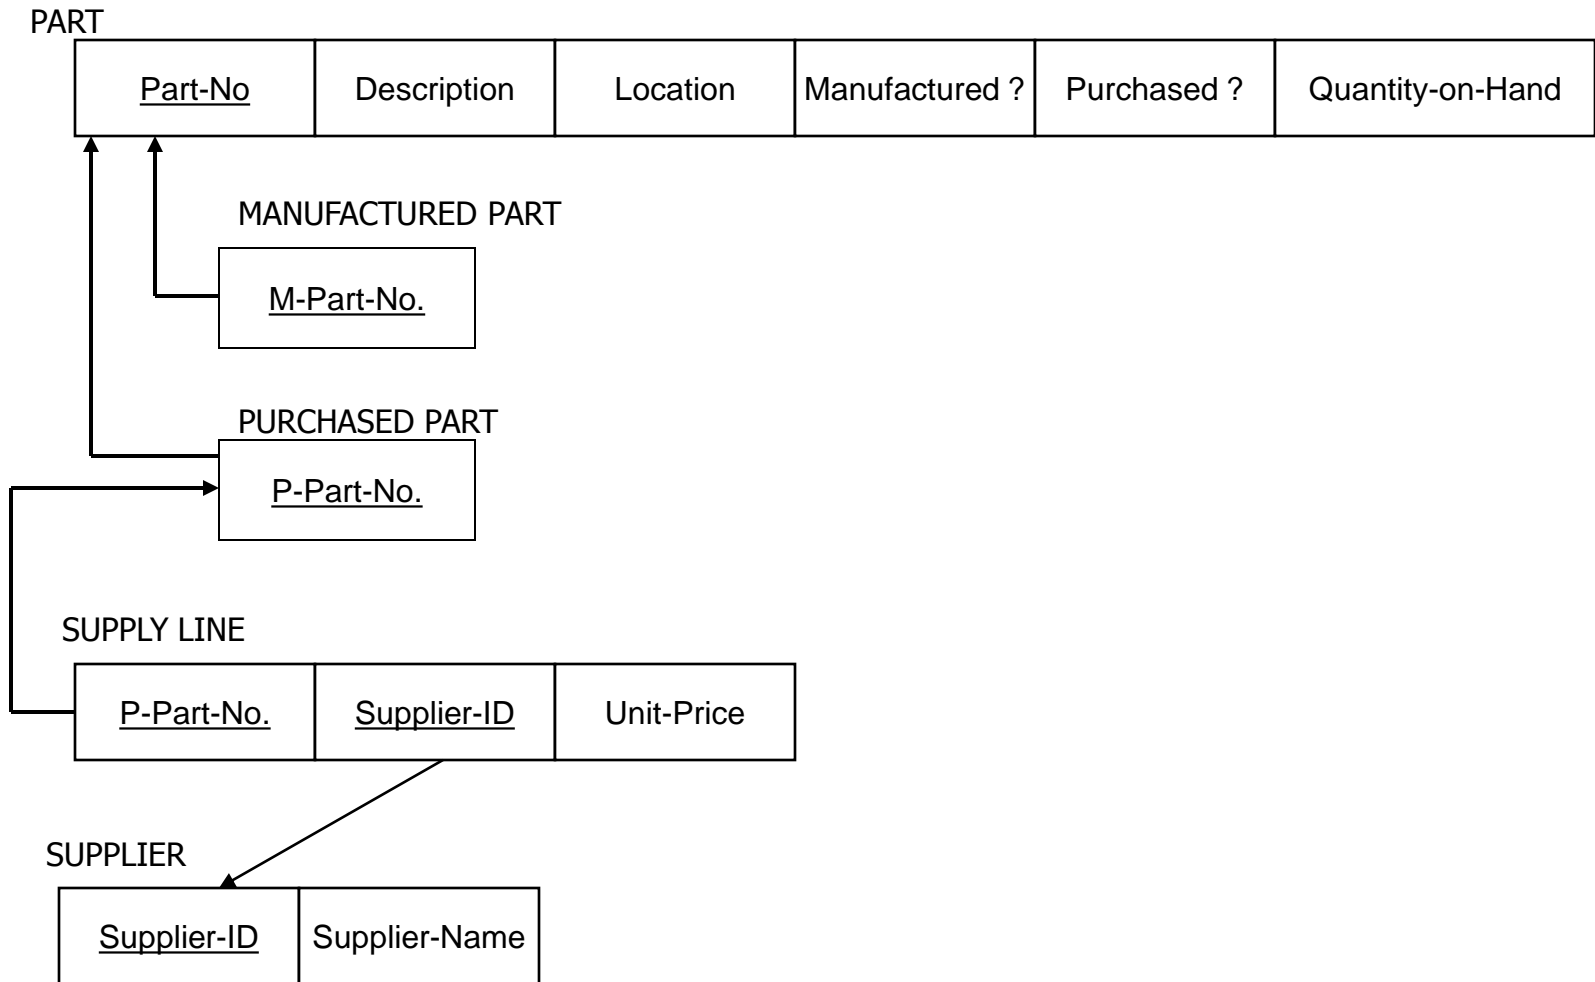 PART
Part-No Description Location Manufactured ? Purchased ? Quantity-on-Hand
MANUFACTURED PART
M-Part-No.
PURCHASED PART
P-Part-No.
SUPPLY LINE
P-Part-No. Supplier-ID Unit-Price
SUPPLIER
Supplier-ID Supplier-Name